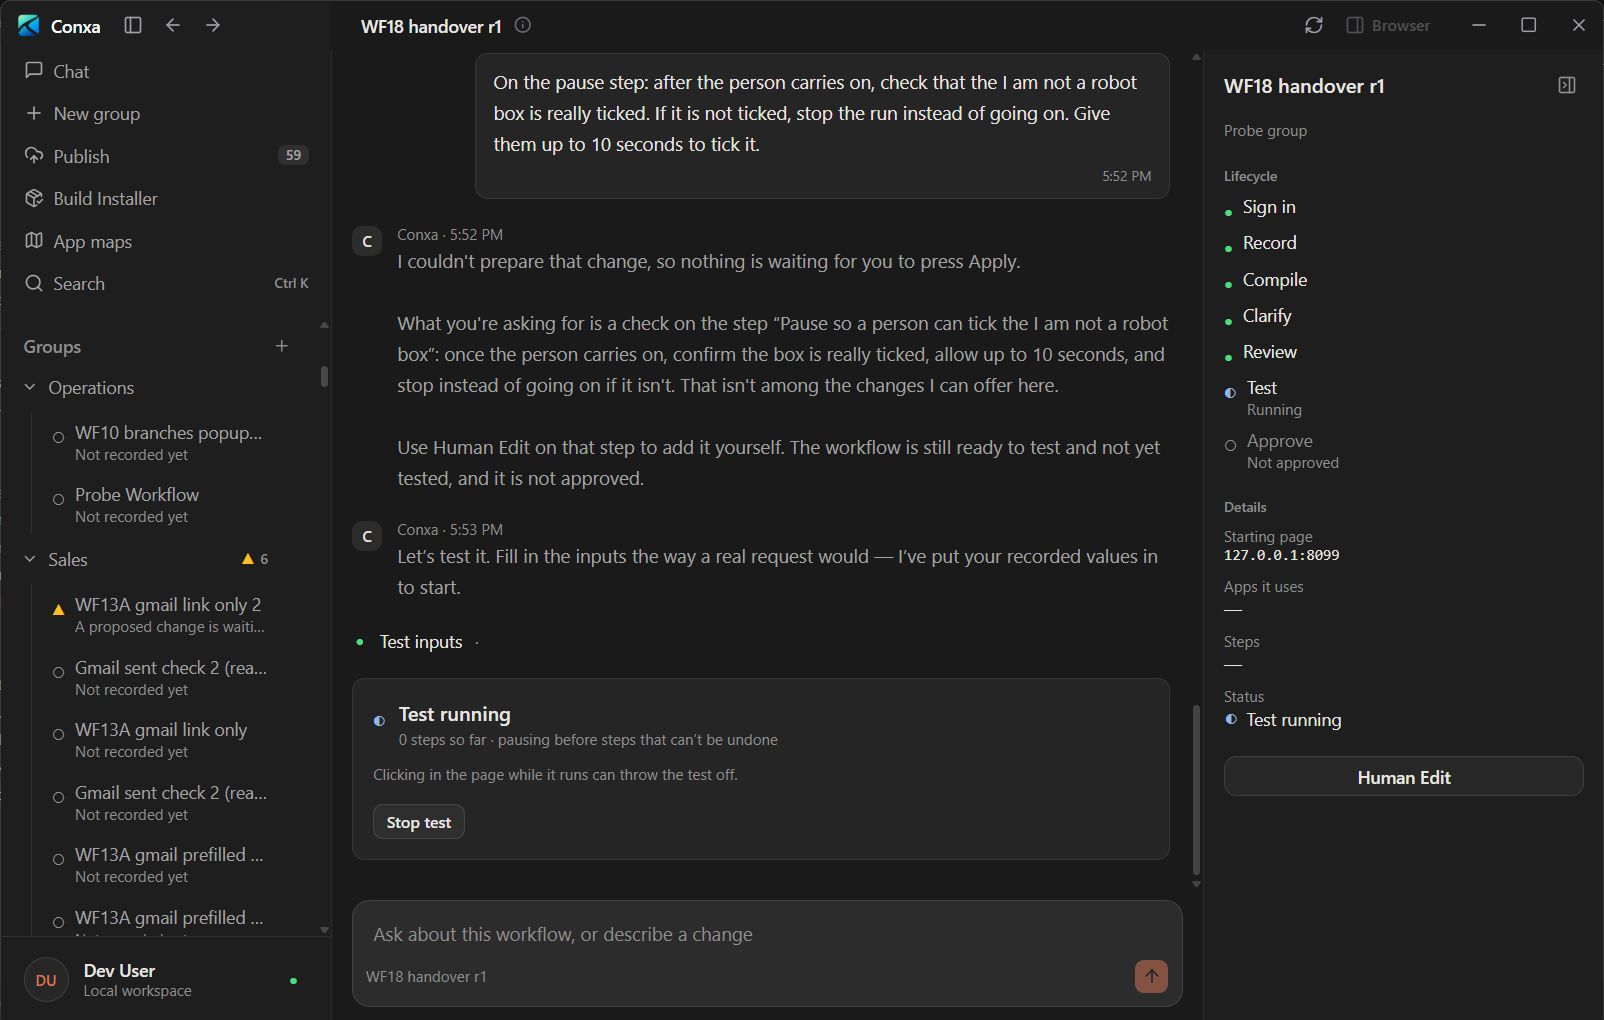 Conxa
WF18 handover r1
Browser
Chat
New group
Publish
59
Build Installer
App maps
Search
Ctrl K
Groups
Operations
WF10 branches popup...
Not recorded yet
Probe Workflow
Not recorded yet
Sales
6
WF13A gmail link only 2
A proposed change is waiti...
Gmail sent check 2 (rea...
Not recorded yet
WF13A gmail link only
Not recorded yet
Gmail sent check 2 (rea...
Not recorded yet
WF13A gmail prefilled ...
Not recorded yet
WF13A gmail prefilled ...
DU
Dev User
Local workspace
On the pause step: after the person carries on, check that the I am not a robot
box is really ticked. If it is not ticked, stop the run instead of going on. Give
them up to 10 seconds to tick it.
5:52 PM
C
Conxa · 5:52 PM
I couldn't prepare that change, so nothing is waiting for you to press Apply.
What you're asking for is a check on the step “Pause so a person can tick the I am not a robot
box”: once the person carries on, confirm the box is really ticked, allow up to 10 seconds, and
stop instead of going on if it isn't. That isn't among the changes I can offer here.
Use Human Edit on that step to add it yourself. The workflow is still ready to test and not yet
tested, and it is not approved.
C
Conxa · 5:53 PM
Let’s test it. Fill in the inputs the way a real request would — I’ve put your recorded values in
to start.
Test inputs ·
Test running
0 steps so far · pausing before steps that can’t be undone
Clicking in the page while it runs can throw the test off.
Stop test
Ask about this workflow, or describe a change
WF18 handover r1
WF18 handover r1
Probe group
Lifecycle
Sign in
Record
Compile
Clarify
Review
Test
Running
Approve
Not approved
Details
Starting page
127.0.0.1:8099
Apps it uses
—
Steps
—
Status
Test running
Human Edit